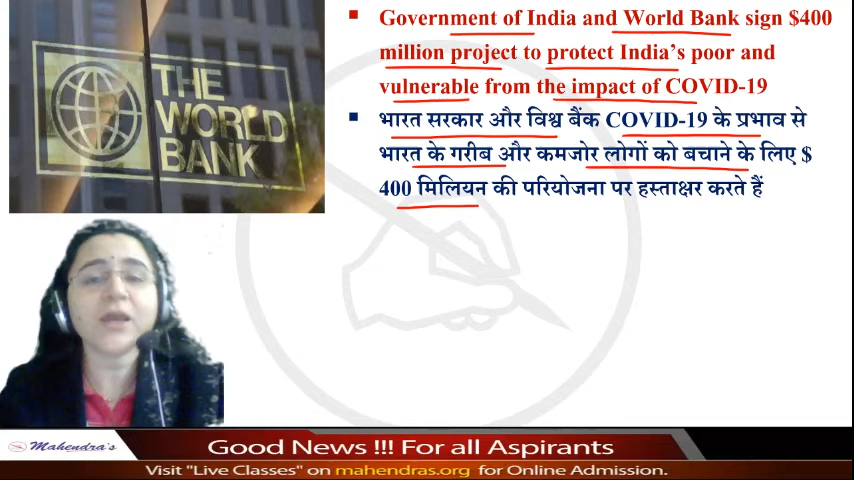 THE
WORLD
BANK
Government of India and World Bank sign $400
million project to protect India's poor and
vulnerable from the impact of COVID-19
भारत सरकार और विश्व बैंक COVID-19 के प्रभाव से
भारत के गरीब और कमजोर लोगों को बचाने के लिए $
400 मिलियन की परियोजना पर हस्ताक्षर करते हैं
Mahendra's
Good News !!! For all Aspirants
Visit "Live Classes" on mahendras.org for Online Admission.